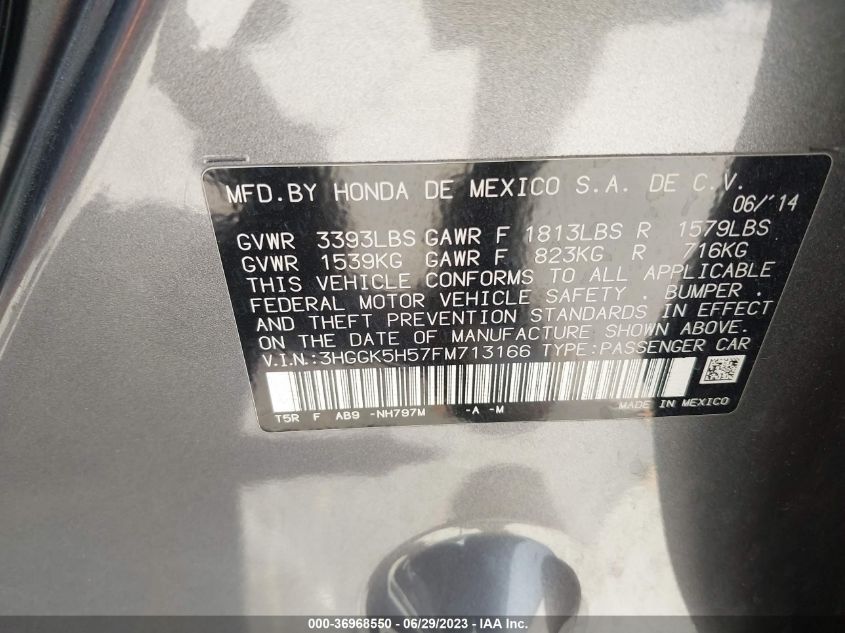 MFD.BY HONDA DE MEXICO S.A. DE C.V.
06/'14
GVWR 3393LBS GAWR F 1813LBS R 1579LBS
GVWR 1539KG GAWR F 823KG R 716KG
THIS VEHICLE CONFORMS TO ALL APPLICABLE
FEDERAL MOTOR VEHICLE SAFETY . BUMPER .
AND THEFT PREVENTION STANDARDS IN EFFECT
ON THE DATE OF MANUFACTURE SHOWN ABOVE.
V.I.N.:3HGGK5H57FM713166 TYPE:PASSENGER CAR
T5R F AB9 -NH797M -A -M MADE IN MEXICO
000-36968550 - 06/29/2023 - IAA Inc.